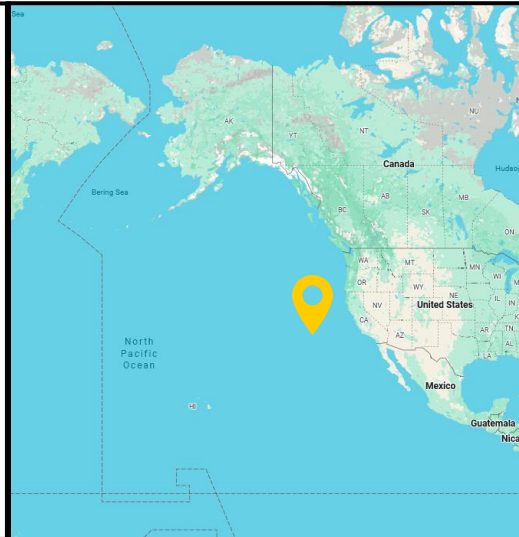 Sea
NU
AK
YT
NT
Canada
Hudson
Bering Sea
AB
MB
BC
SK
ON
WA
MT
MN
OR
WI
WY
NE
IL
IN
NV
United States
CA
TN
AZ
AR
AL
North
Pacific
Ocean
LA
Mexico
HI
Guatemala
Nica